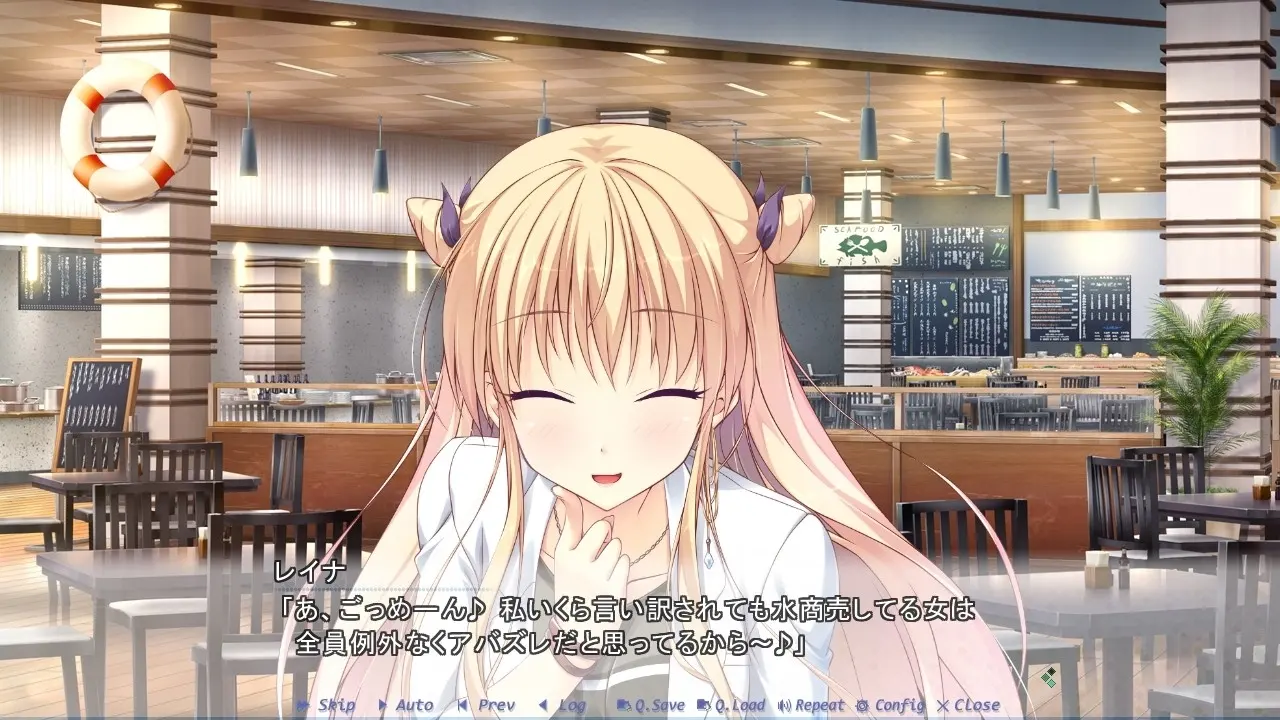 SEAFOOD
fish
レイナ
「あ、ごっめーん♪ 私いくら言い訳されても水商売してる女は
全員例外なくアバズレだと思ってるから～♪」
Skip Auto Prev Log Q.Save Q.Load Repeat Config Close